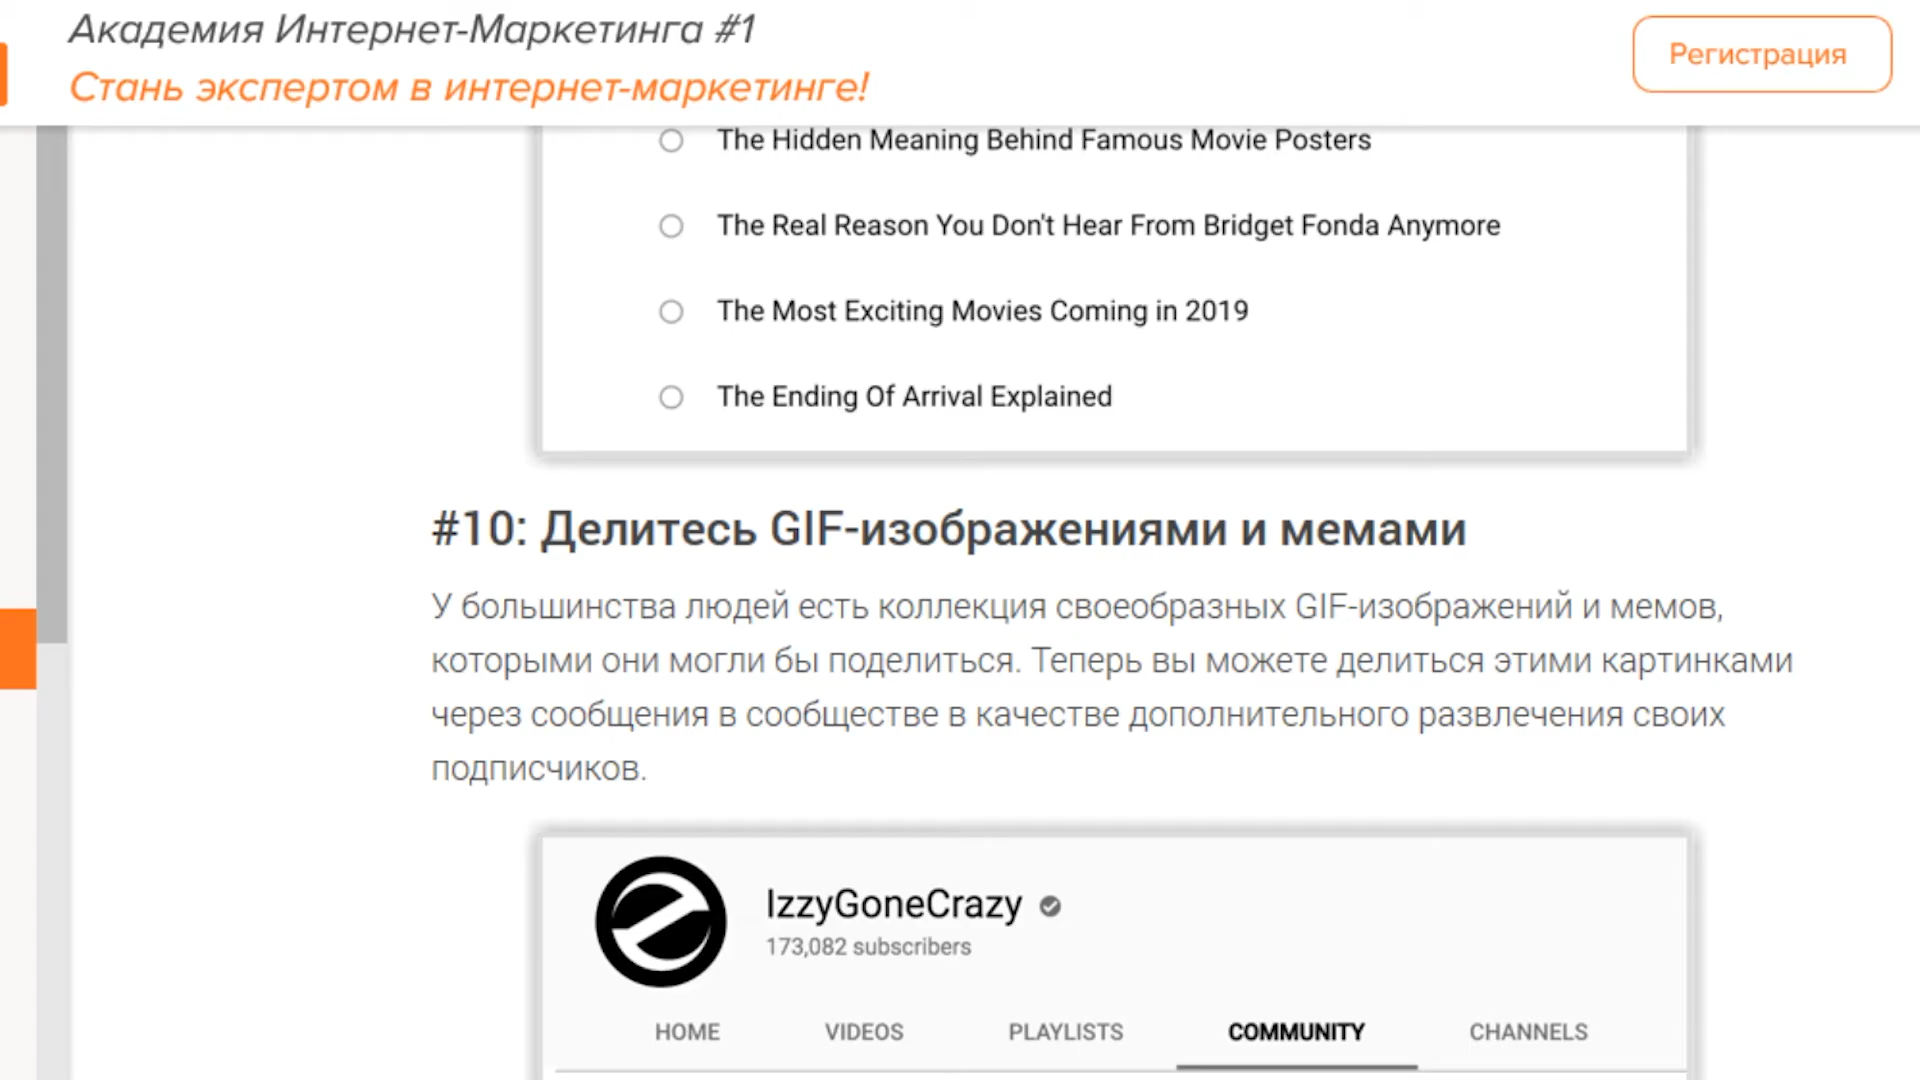 Академия Интернет-Маркетинга #1
Стань экспертом в интернет-маркетинге!
Регистрация
The Hidden Meaning Behind Famous Movie Posters
The Real Reason You Don't Hear From Bridget Fonda Anymore
The Most Exciting Movies Coming in 2019
The Ending Of Arrival Explained
#10: Делитесь GIF-изображениями и мемами
У большинства людей есть коллекция своеобразных GIF-изображений и мемов,
которыми они могли бы поделиться. Теперь вы можете делиться этими картинками
через сообщения в сообществе в качестве дополнительного развлечения своих
подписчиков.
IzzyGoneCrazy
173,082 subscribers
HOME VIDEOS PLAYLISTS COMMUNITY CHANNELS